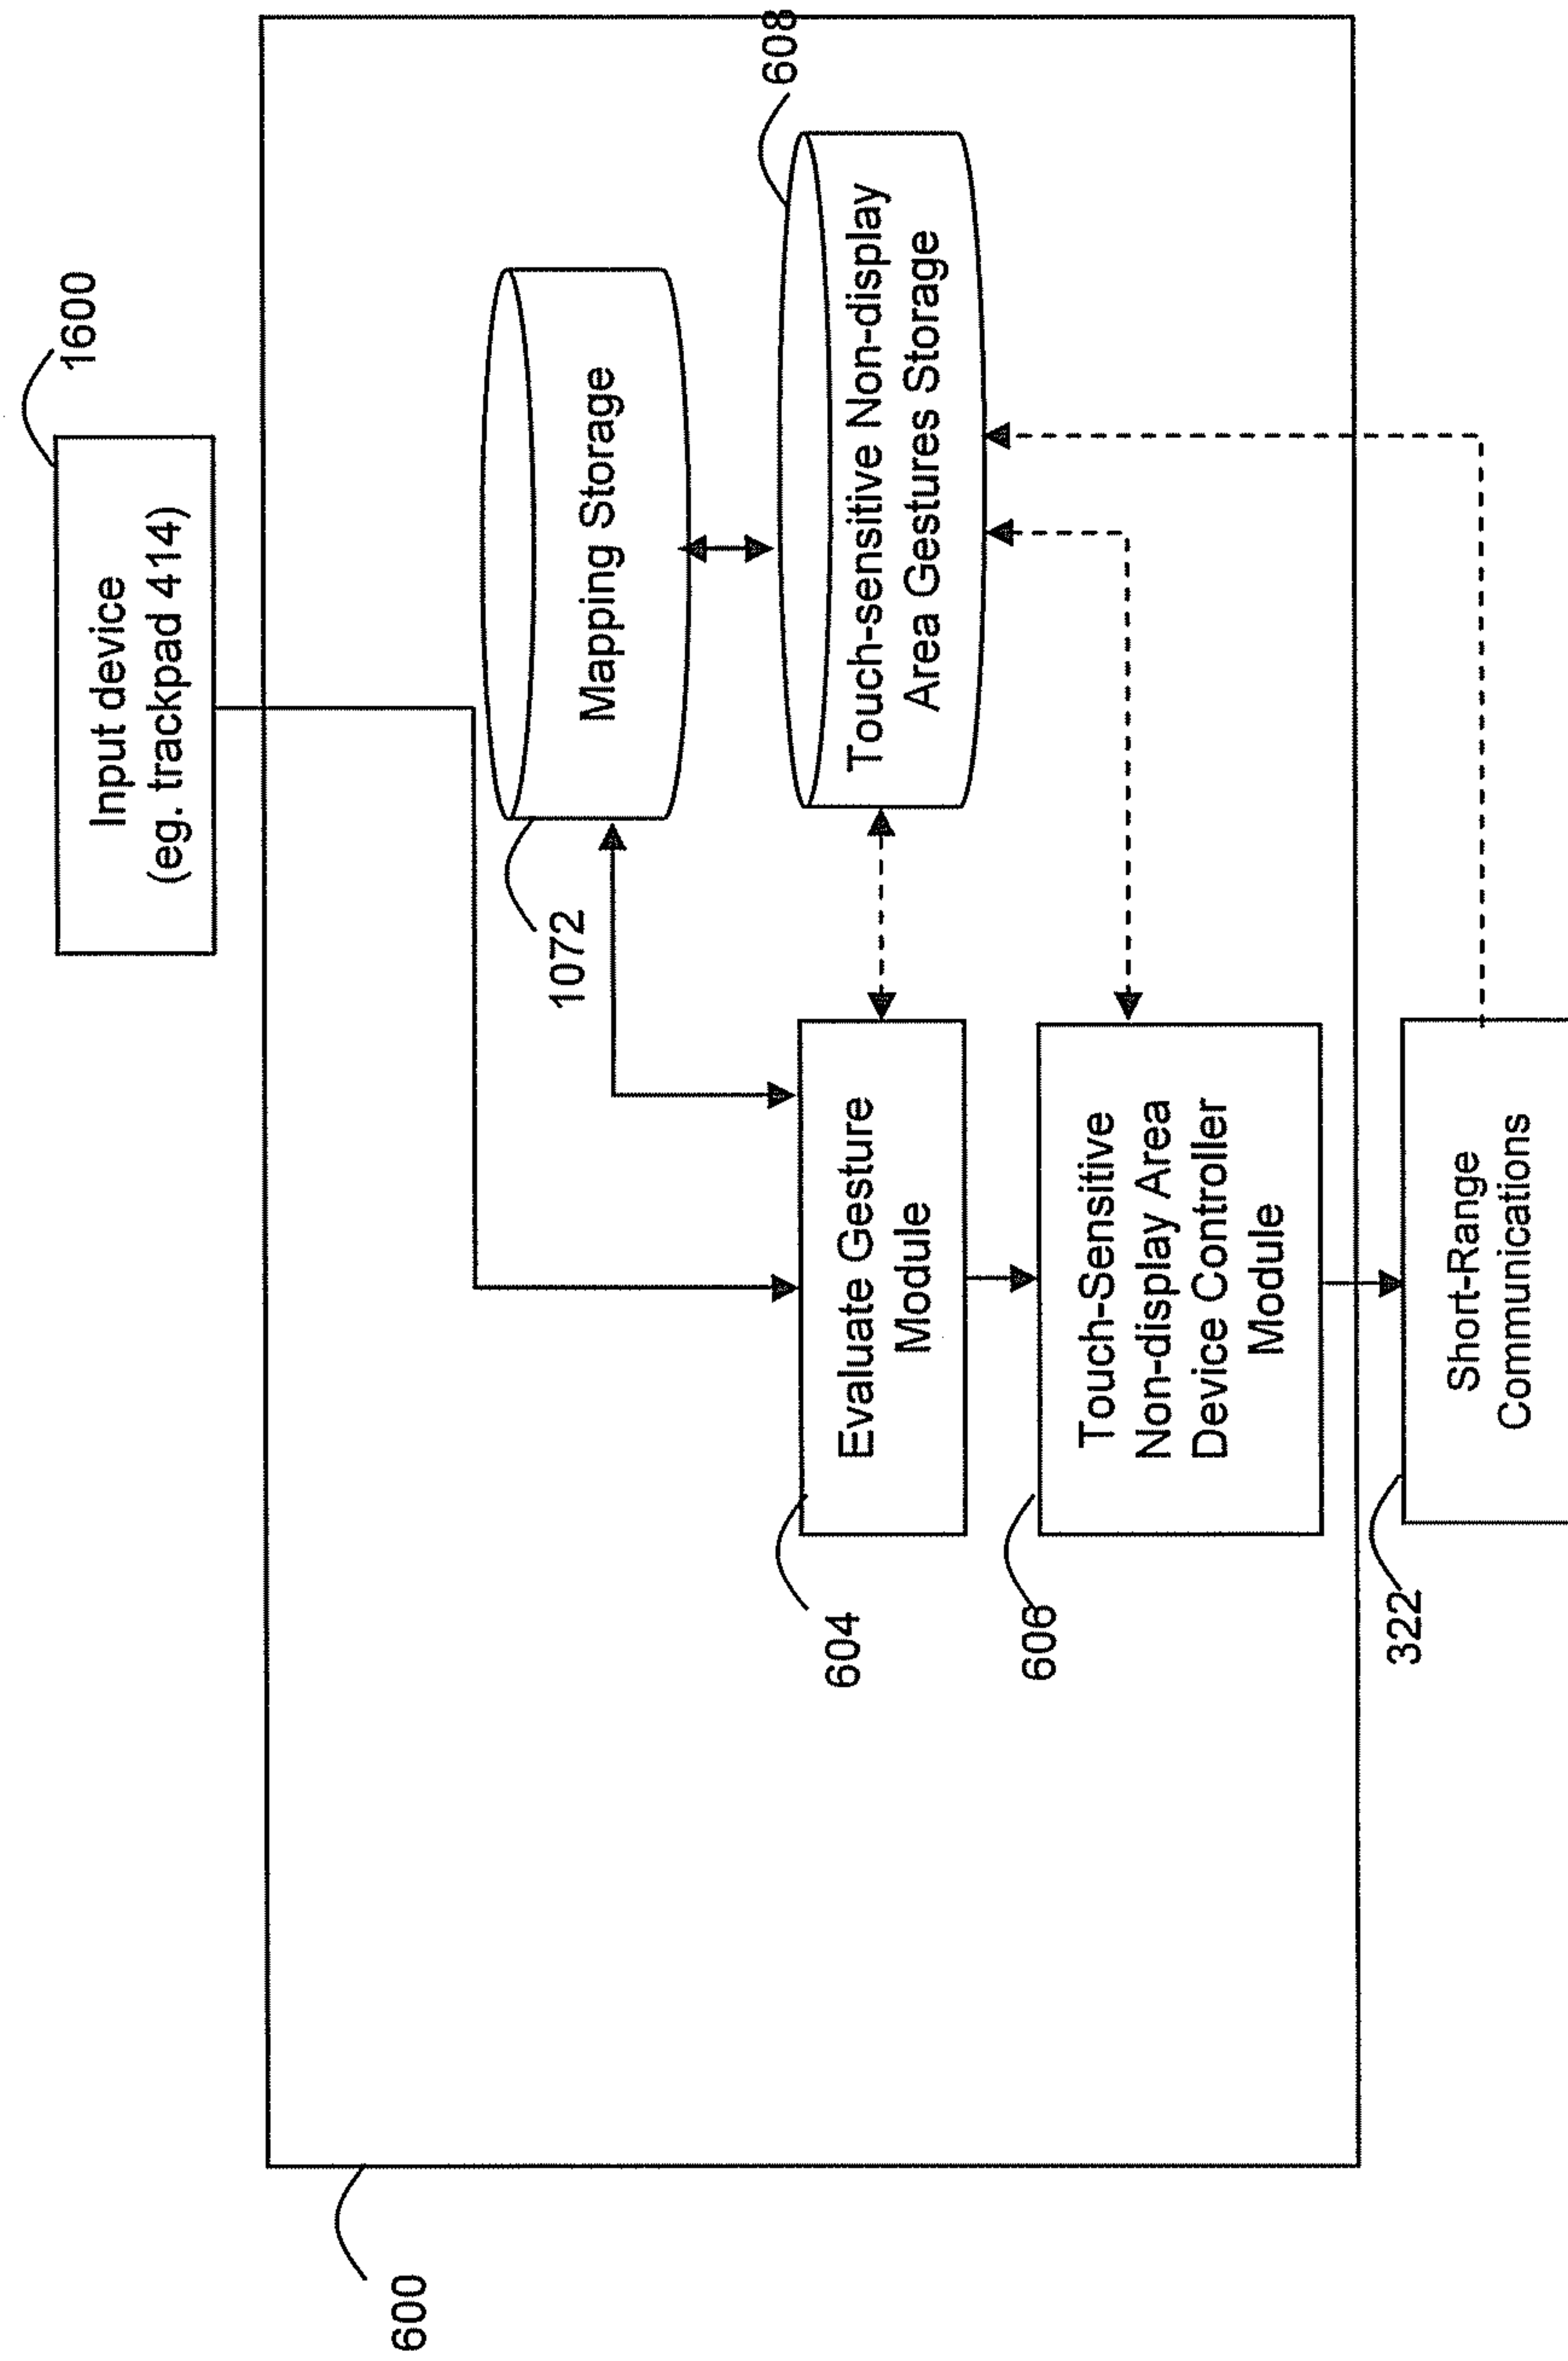 1600
Input device
(eg. trackpad 414)
600
1072
Mapping Storage
608
Touch-sensitive Non-display
Area Gestures Storage
604
Evaluate Gesture
Module
606
Touch-Sensitive
Non-display Area
Device Controller
Module
322
Short-Range
Communications